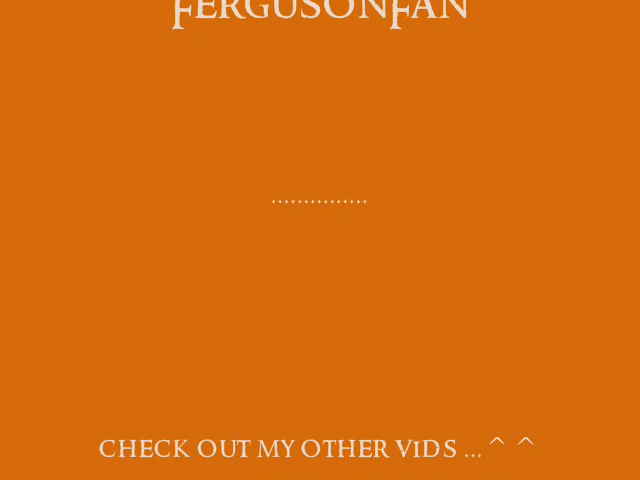 FERGUSONFAN
...............
CHECK OUT MY OTHER VIDS ...^ ^